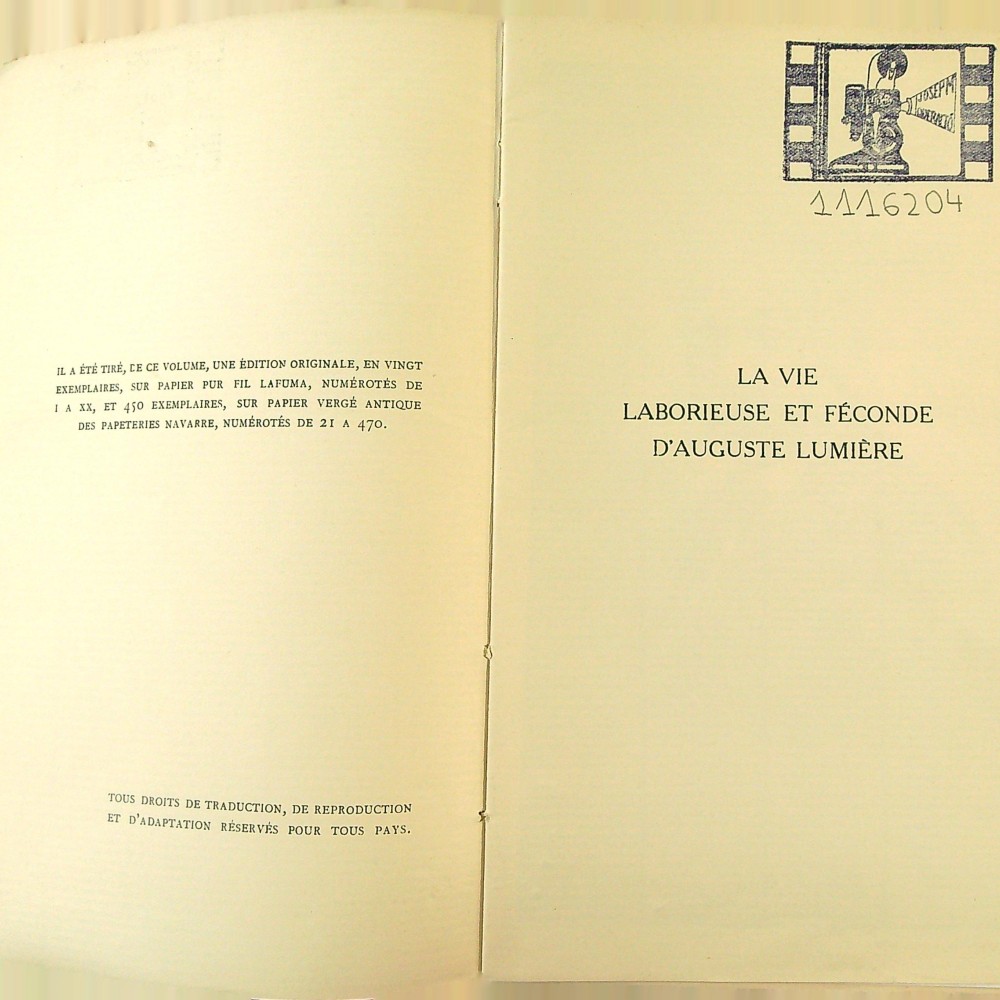 IL A ÉTÉ TIRÉ, DE CE VOLUME, UNE ÉDITION ORIGINALE, EN VINGT
EXEMPLAIRES, SUR PAPIER PUR FIL LAFUMA, NUMÉROTÉS DE
I A XX, ET 450 EXEMPLAIRES, SUR PAPIER VERGÉ ANTIQUE
DES PAPETERIES NAVARRE, NUMÉROTÉS DE 21 A 470.
TOUS DROITS DE TRADUCTION, DE REPRODUCTION
ET D'ADAPTATION RÉSERVÉS POUR TOUS PAYS.
JOSEP Mª
1116204
LA VIE
LABORIEUSE ET FÉCONDE
D'AUGUSTE LUMIÈRE